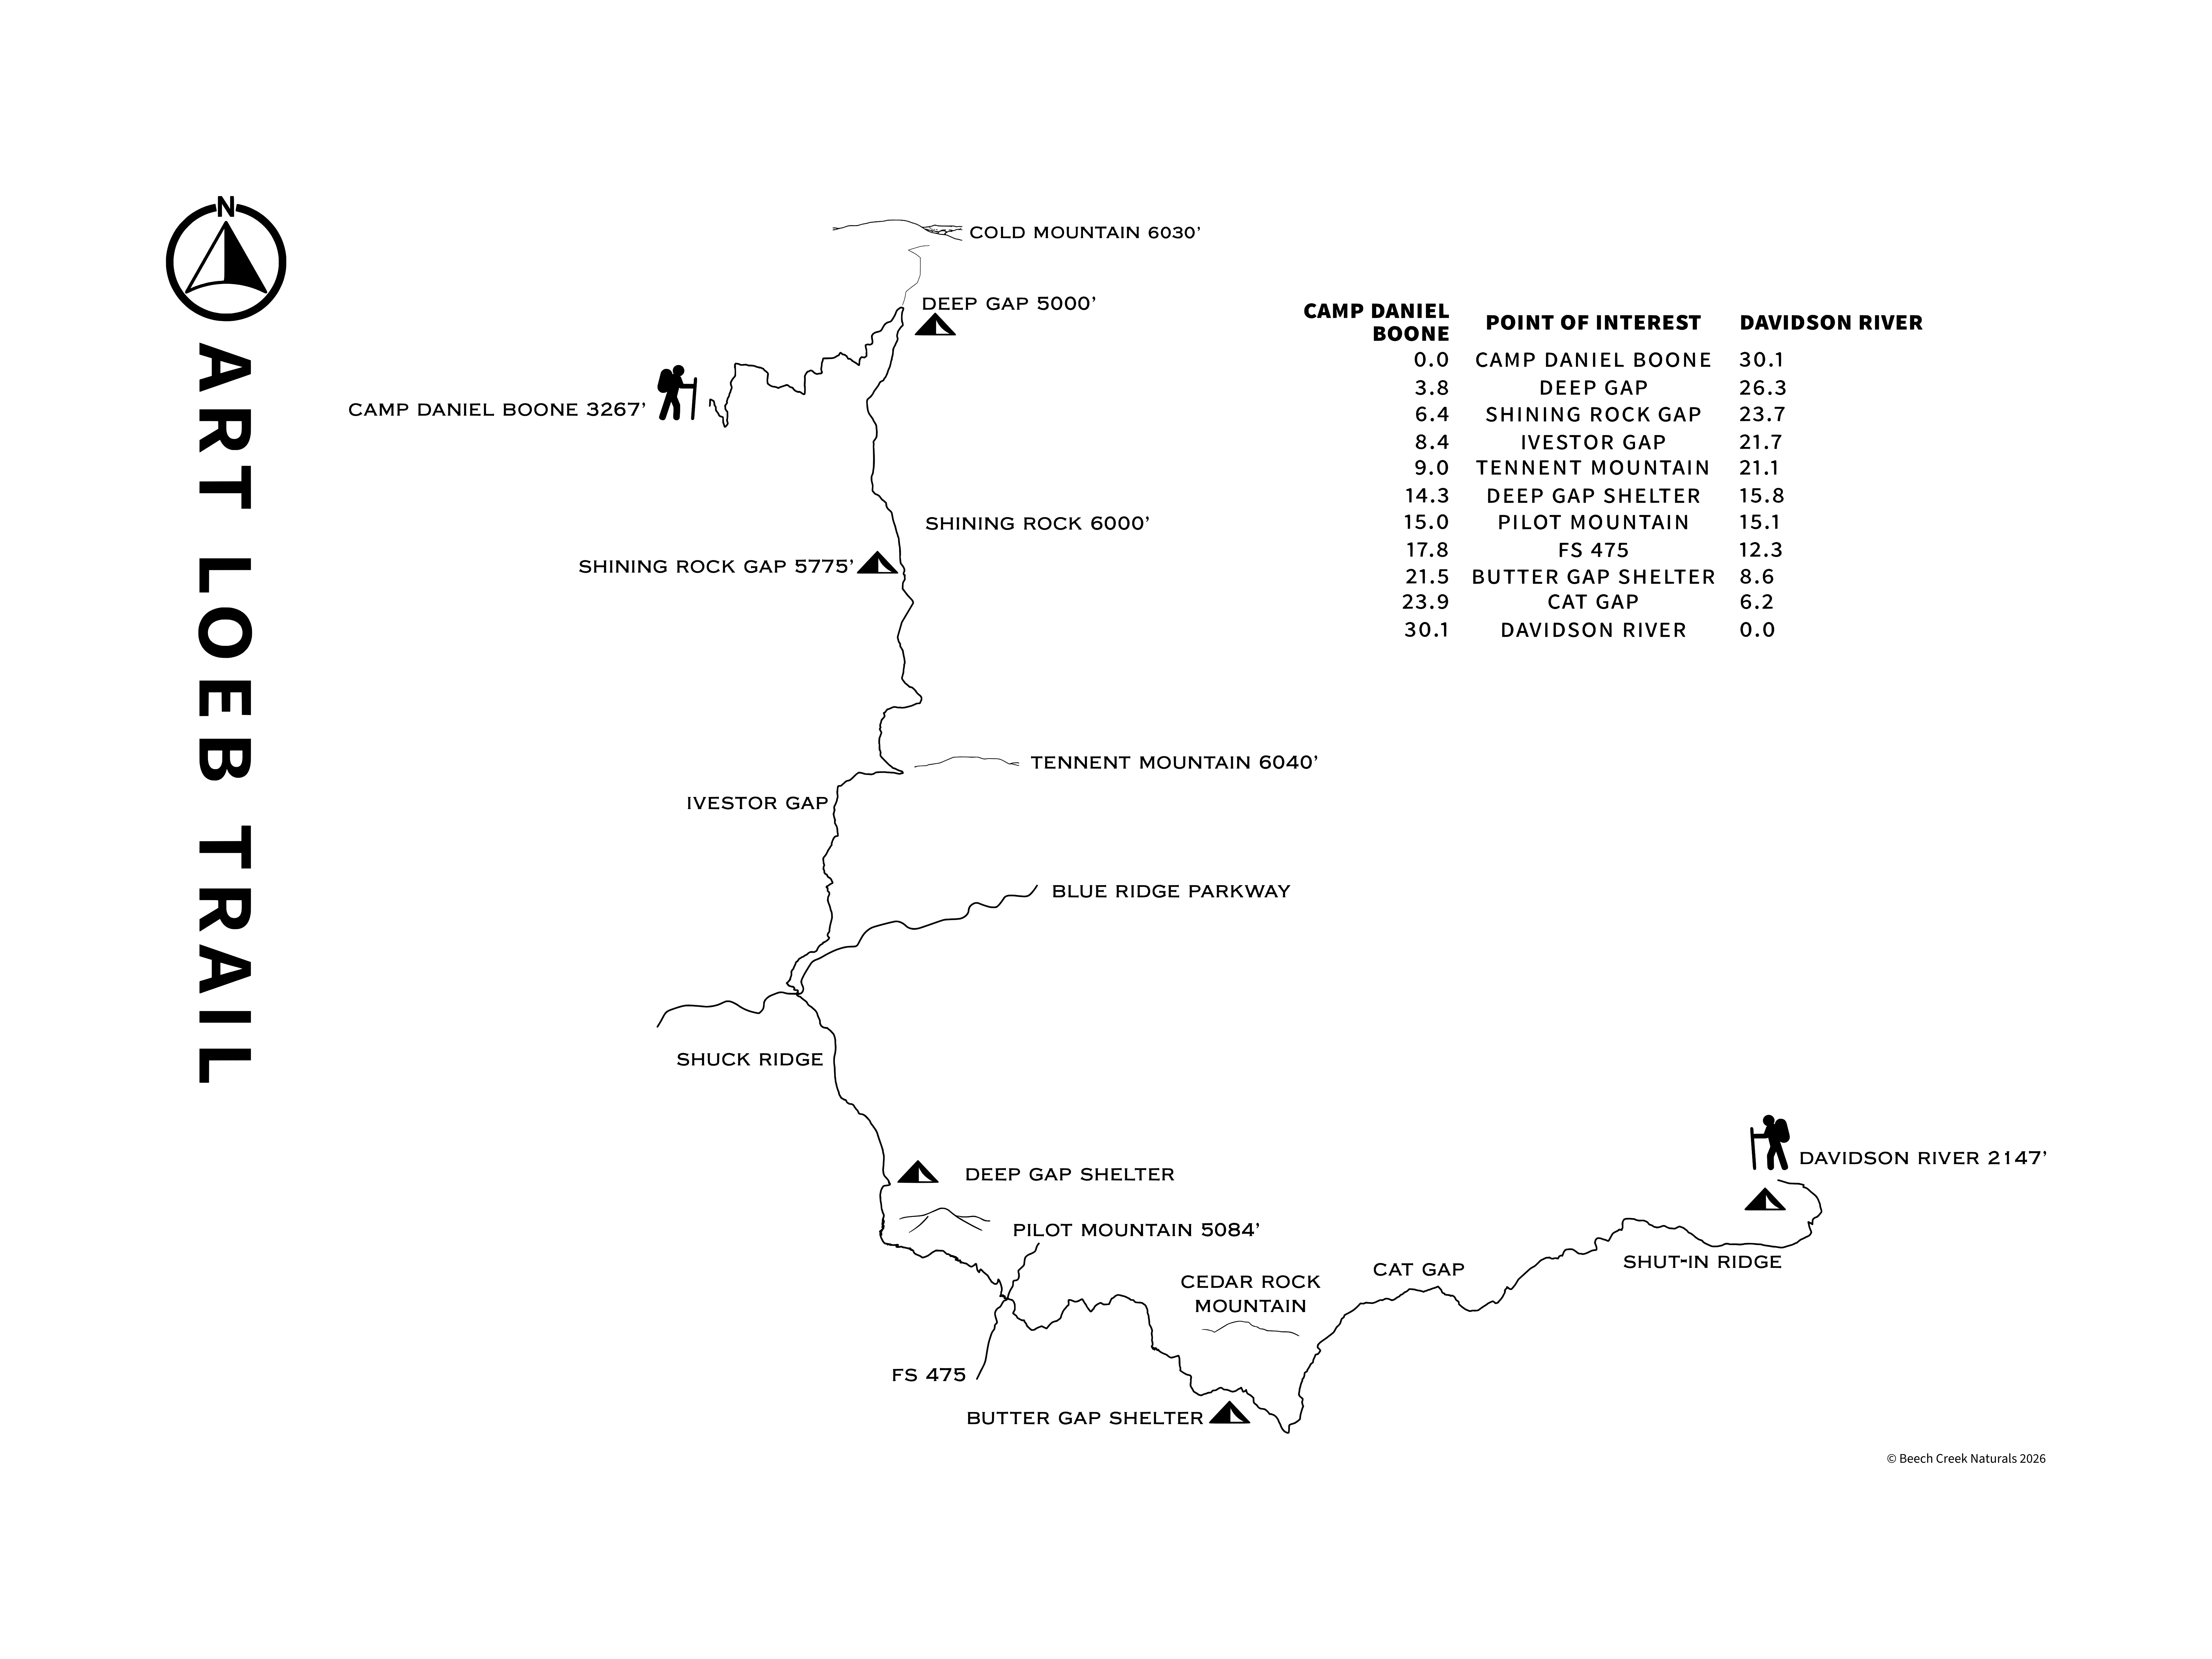 N
ART LOEB TRAIL
COLD MOUNTAIN 6030’
DEEP GAP 5000’
CAMP DANIEL BOONE 3267’
SHINING ROCK 6000’
SHINING ROCK GAP 5775’
TENNENT MOUNTAIN 6040’
IVESTOR GAP
BLUE RIDGE PARKWAY
SHUCK RIDGE
DEEP GAP SHELTER
PILOT MOUNTAIN 5084’
CEDAR ROCK
MOUNTAIN
CAT GAP
SHUT-IN RIDGE
DAVIDSON RIVER 2147’
FS 475
BUTTER GAP SHELTER
CAMP DANIEL
BOONE
POINT OF INTEREST
DAVIDSON RIVER
0.0 CAMP DANIEL BOONE 30.1
3.8 DEEP GAP 26.3
6.4 SHINING ROCK GAP 23.7
8.4 IVESTOR GAP 21.7
9.0 TENNENT MOUNTAIN 21.1
14.3 DEEP GAP SHELTER 15.8
15.0 PILOT MOUNTAIN 15.1
17.8 FS 475 12.3
21.5 BUTTER GAP SHELTER 8.6
23.9 CAT GAP 6.2
30.1 DAVIDSON RIVER 0.0
© Beech Creek Naturals 2026